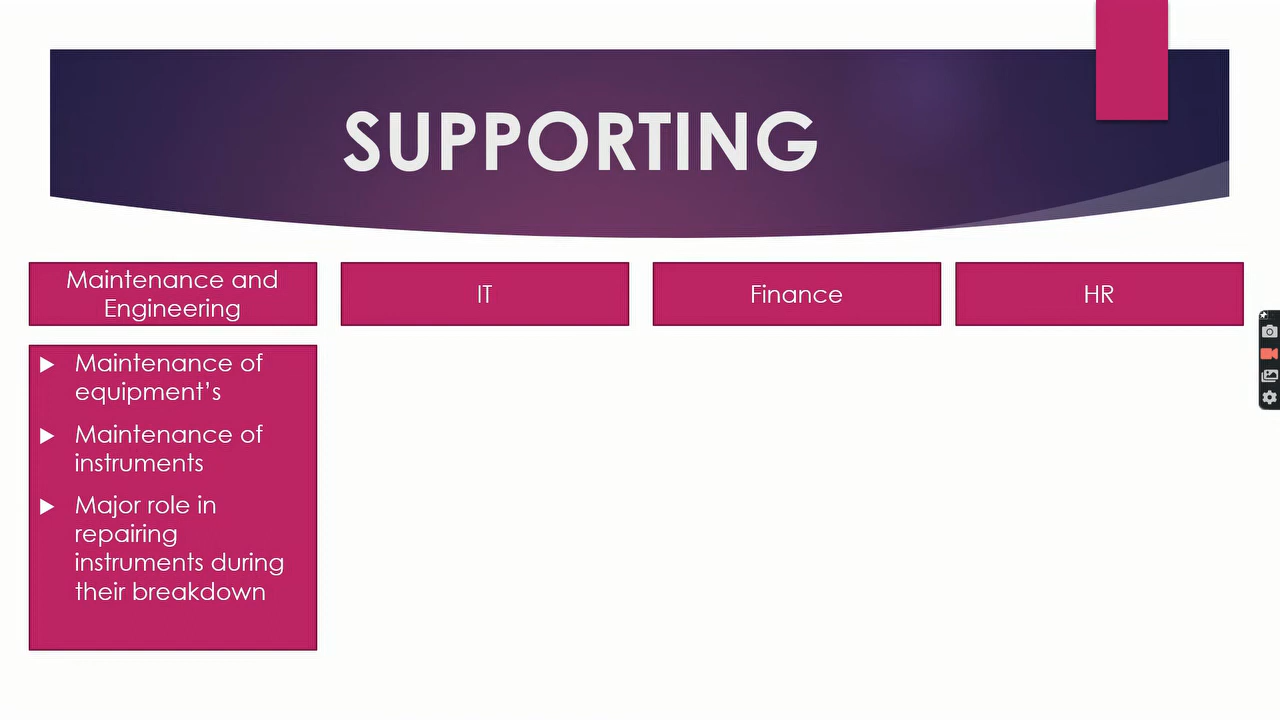 SUPPORTING
Maintenance and
Engineering
IT
Finance
HR
Maintenance of
equipment’s
Maintenance of
instruments
Major role in
repairing
instruments during
their breakdown